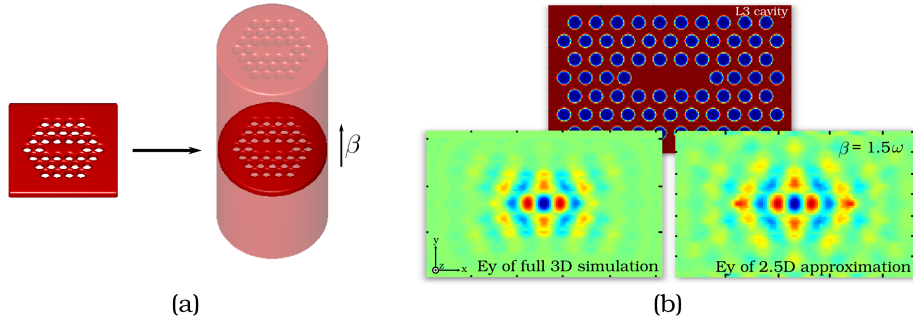 L3 cavity
β
β = 1.5ω
y
z
x
Ey of full 3D simulation
Ey of 2.5D approximation
(a)
(b)